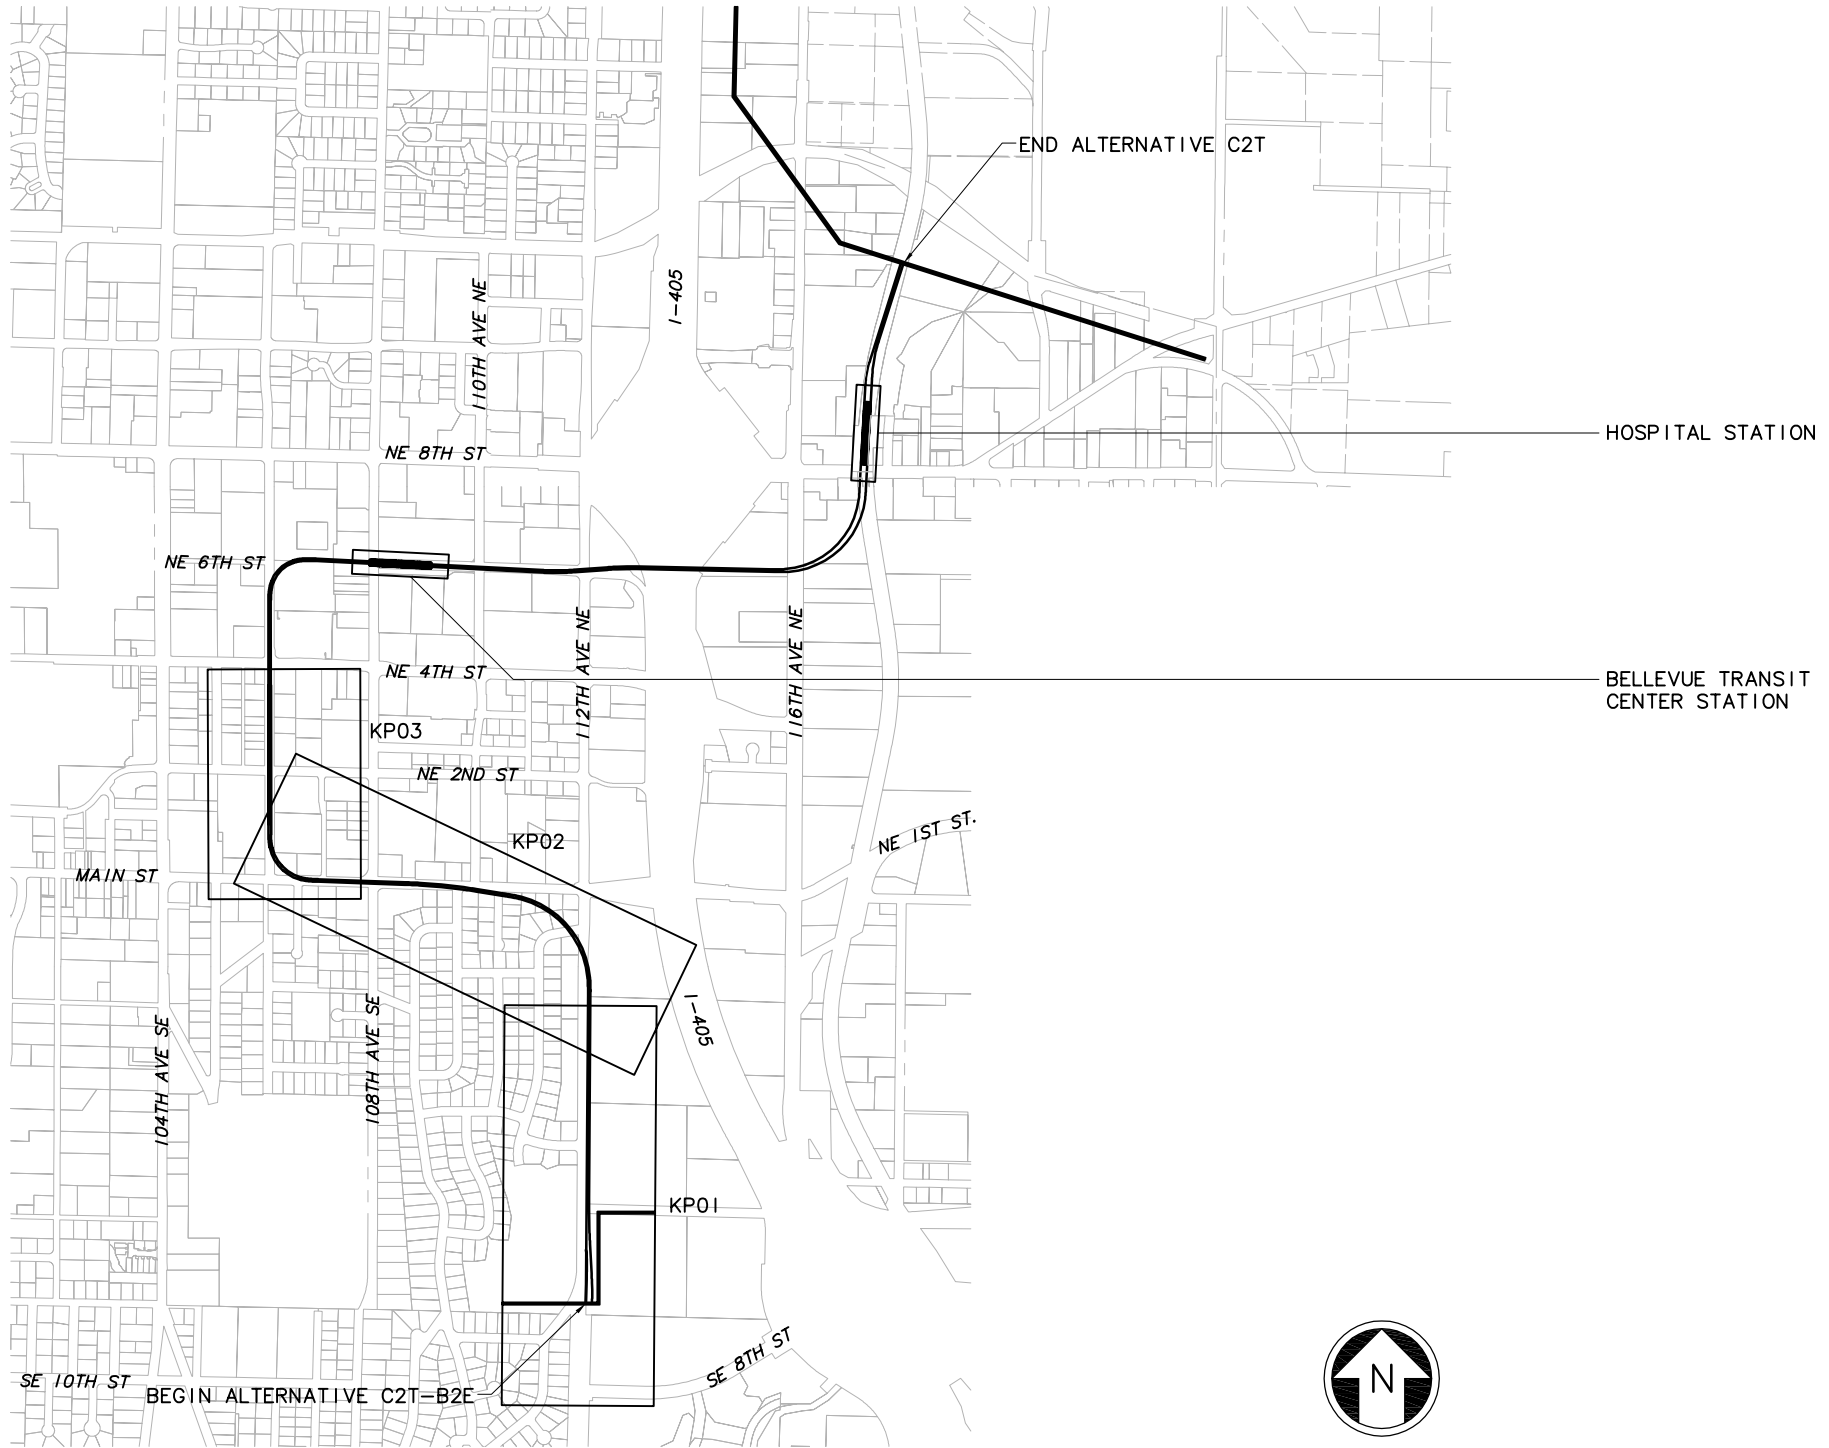 END ALTERNATIVE C2T
I-405
110TH AVE NE
HOSPITAL STATION
NE 8TH ST
NE 6TH ST
112TH AVE NE
116TH AVE NE
NE 4TH ST
BELLEVUE TRANSIT
CENTER STATION
KP03
NE 2ND ST
KP02
NE 1ST ST.
MAIN ST
I-405
104TH AVE SE
108TH AVE SE
KP01
SE 8TH ST
SE 10TH ST
BEGIN ALTERNATIVE C2T-B2E
N